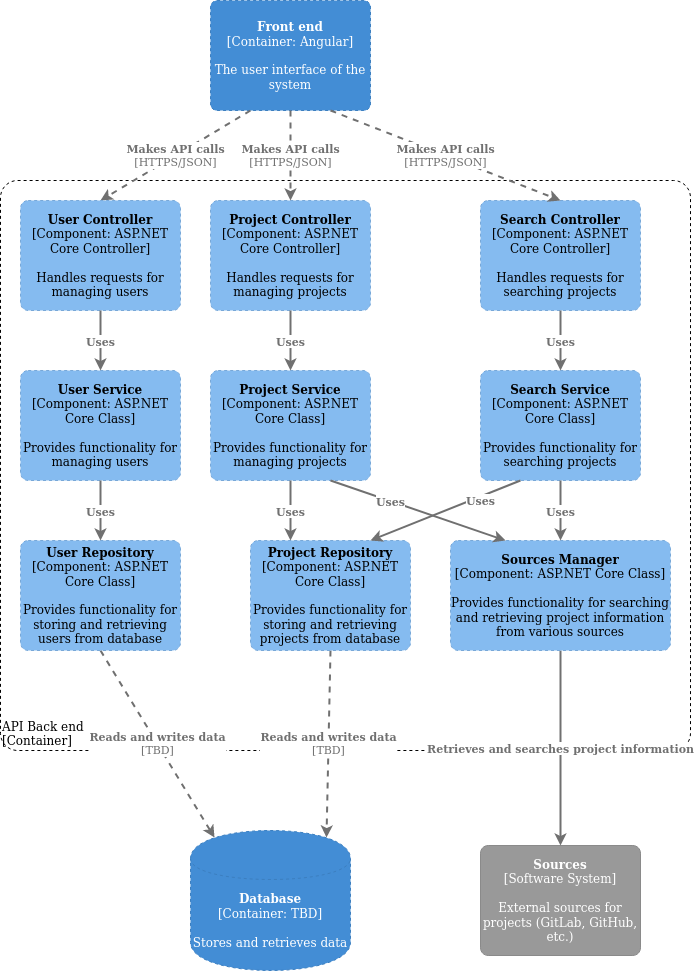 Front end
[Container: Angular]
The user interface of the
system
Makes API calls
[HTTPS/JSON]
Makes API calls
[HTTPS/JSON]
Makes API calls
[HTTPS/JSON]
User Controller
[Component: ASP.NET
Core Controller]
Handles requests for
managing users
Project Controller
[Component: ASP.NET
Core Controller]
Handles requests for
managing projects
Search Controller
[Component: ASP.NET
Core Controller]
Handles requests for
searching projects
Uses
Uses
Uses
User Service
[Component: ASP.NET
Core Class]
Provides functionality for
managing users
Project Service
[Component: ASP.NET
Core Class]
Provides functionality for
managing projects
Search Service
[Component: ASP.NET
Core Class]
Provides functionality for
searching projects
Uses
Uses
Uses
Uses
Uses
User Repository
[Component: ASP.NET
Core Class]
Provides functionality for
storing and retrieving
users from database
Project Repository
[Component: ASP.NET
Core Class]
Provides functionality for
storing and retrieving
projects from database
Sources Manager
[Component: ASP.NET Core Class]
Provides functionality for searching
and retrieving project information
from various sources
API Back end
[Container]
Reads and writes data
[TBD]
Reads and writes data
[TBD]
Retrieves and searches project information
Database
[Container: TBD]
Stores and retrieves data
Sources
[Software System]
External sources for
projects (GitLab, GitHub,
etc.)